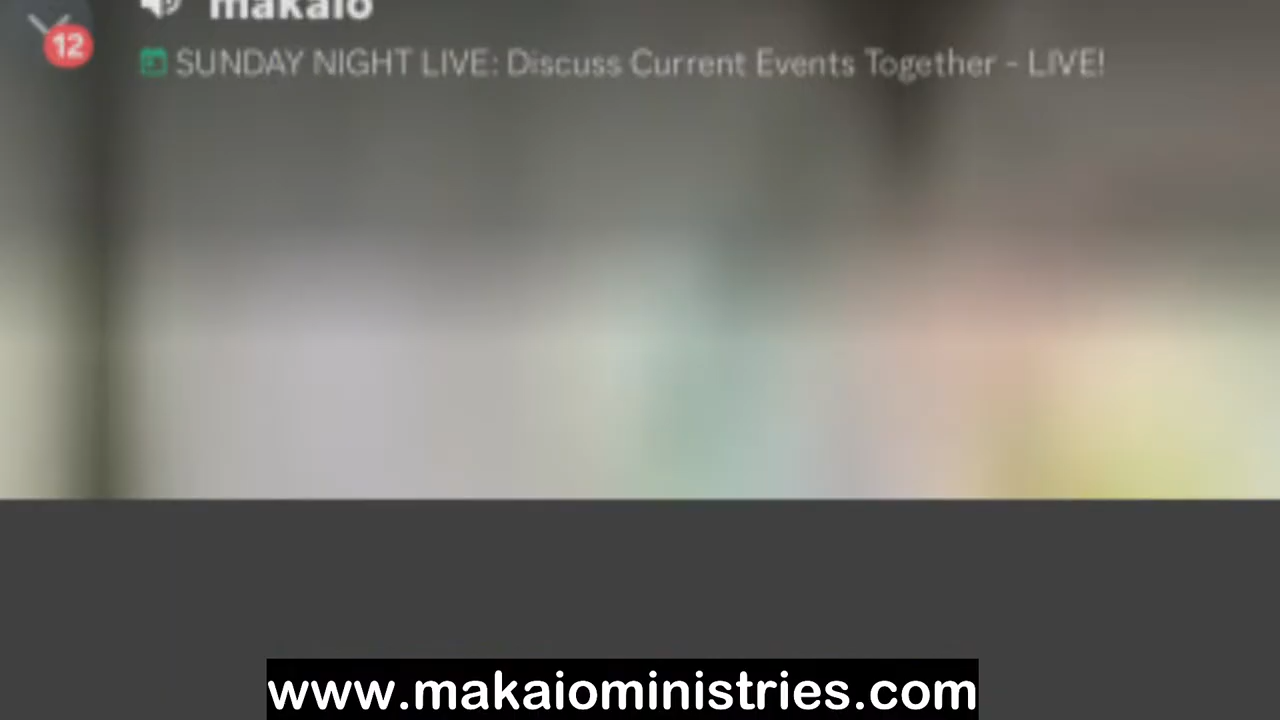 makaio
12
SUNDAY NIGHT LIVE: Discuss Current Events Together - LIVE!
www.makaioministries.com